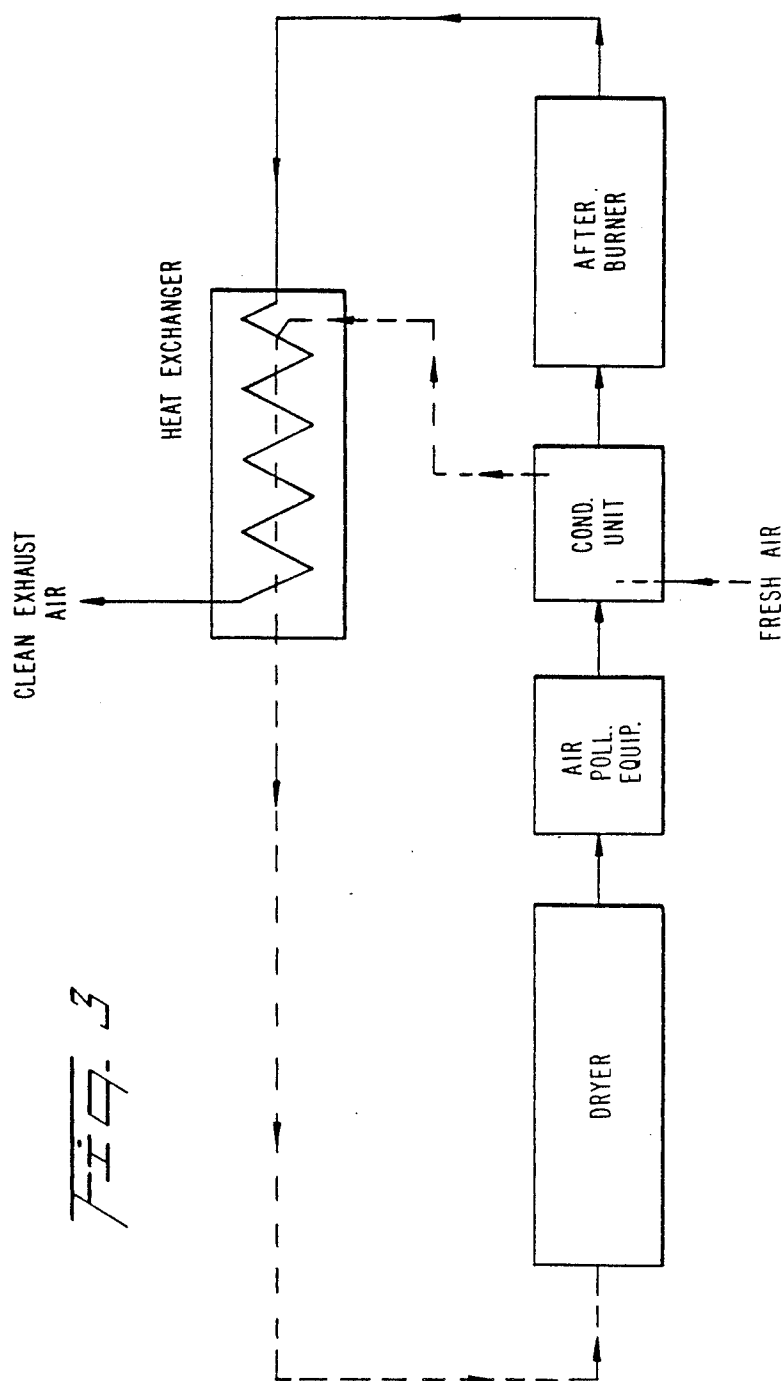 CLEAN EXHAUST
AIR
HEAT EXCHANGER
Fig. 3
DRYER
AIR
POLL.
EQUIP.
COND.
UNIT
AFTER
BURNER
FRESH AIR